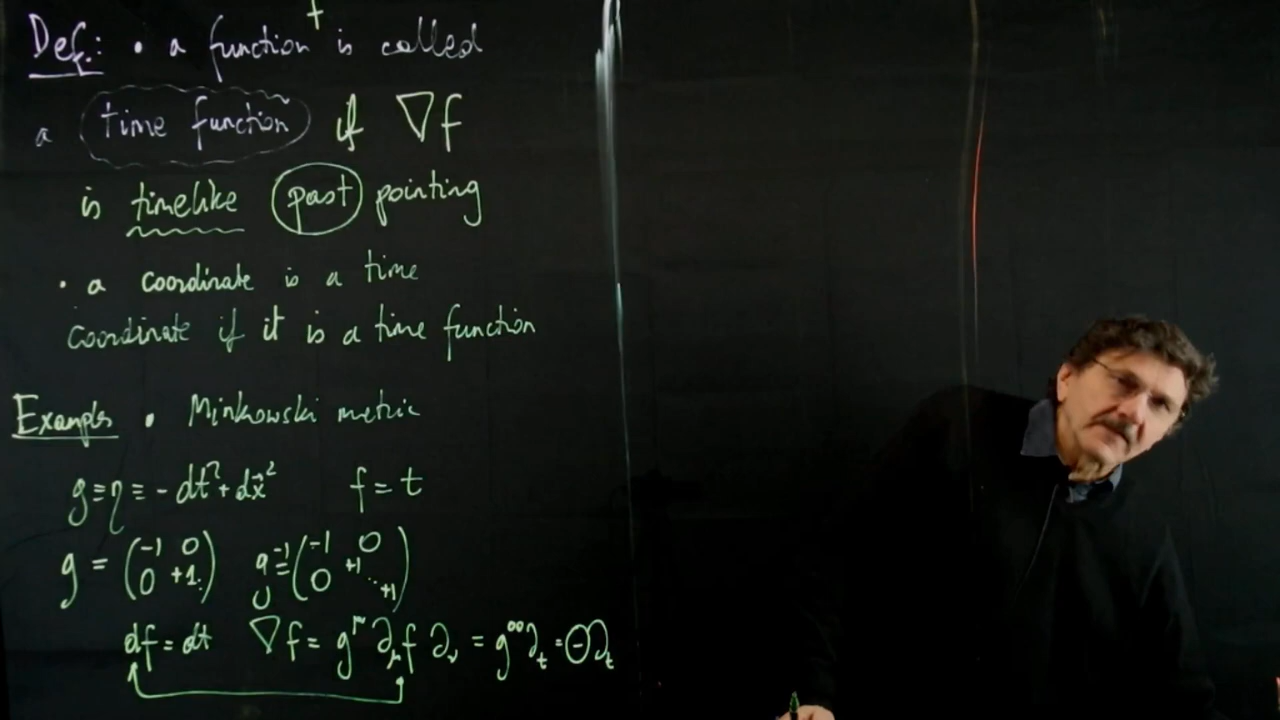 Def.: • a function f is called
a time function if ∇f
is timelike past pointing
• a coordinate is a time
coordinate if it is a time function
Examples • Minkowski metric
g ≡ η ≡ - dt² + dx⃗² f = t
g = (-1 0 0 +1 ⋱) g⁻¹ = (-1 0 0 +1 ⋱ +1)
df = dt ∇f = g^{μν} ∂_μ f ∂_ν = g^{00} ∂_t = ⊖∂_t